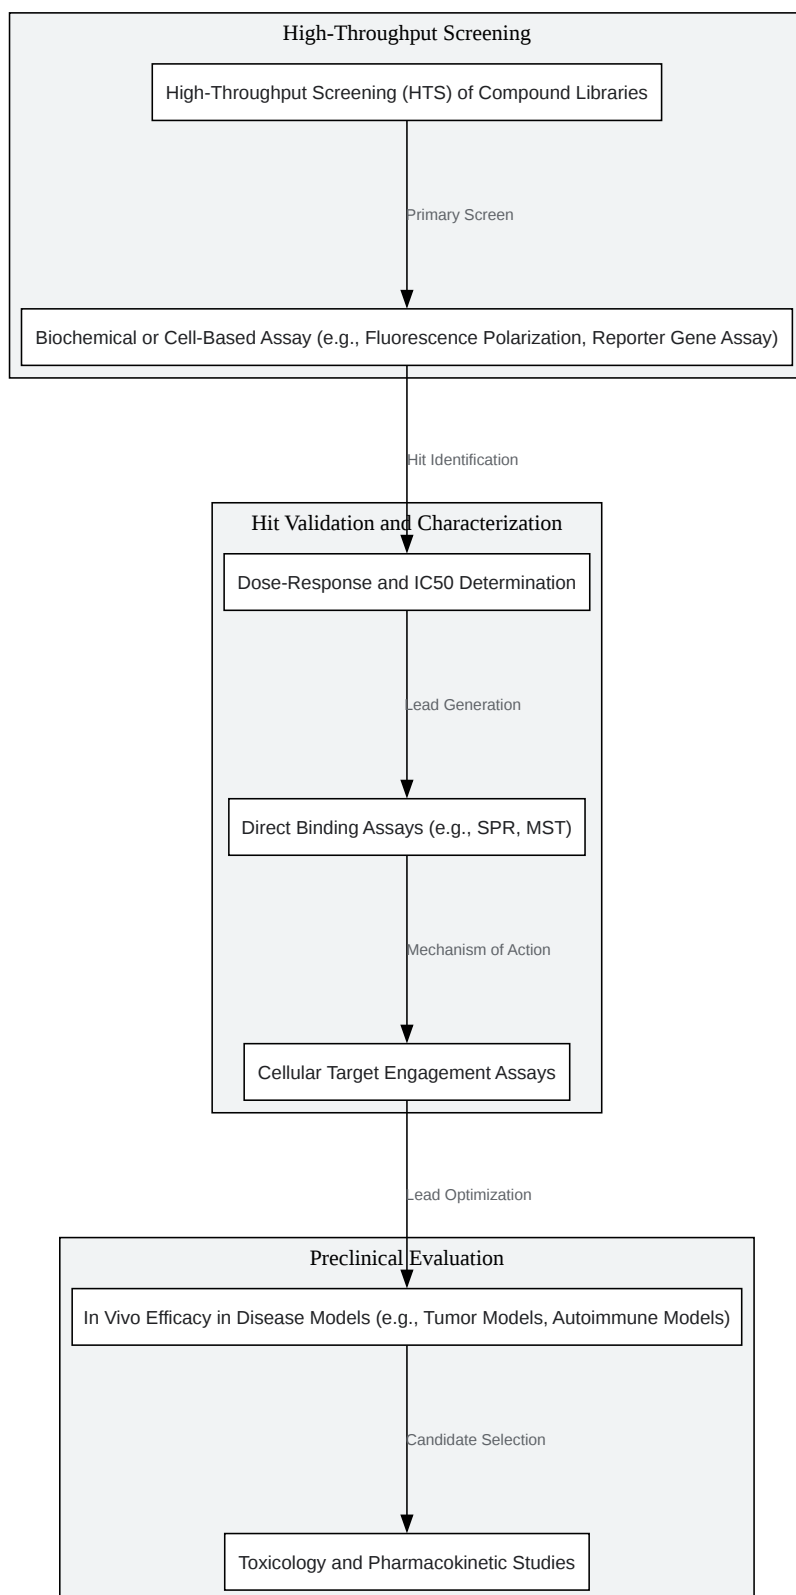 High-Throughput Screening
High-Throughput Screening (HTS) of Compound Libraries
Primary Screen
Biochemical or Cell-Based Assay (e.g., Fluorescence Polarization, Reporter Gene Assay)
Hit Identification
Hit Validation and Characterization
Dose-Response and IC50 Determination
Lead Generation
Direct Binding Assays (e.g., SPR, MST)
Mechanism of Action
Cellular Target Engagement Assays
Lead Optimization
Preclinical Evaluation
In Vivo Efficacy in Disease Models (e.g., Tumor Models, Autoimmune Models)
Candidate Selection
Toxicology and Pharmacokinetic Studies